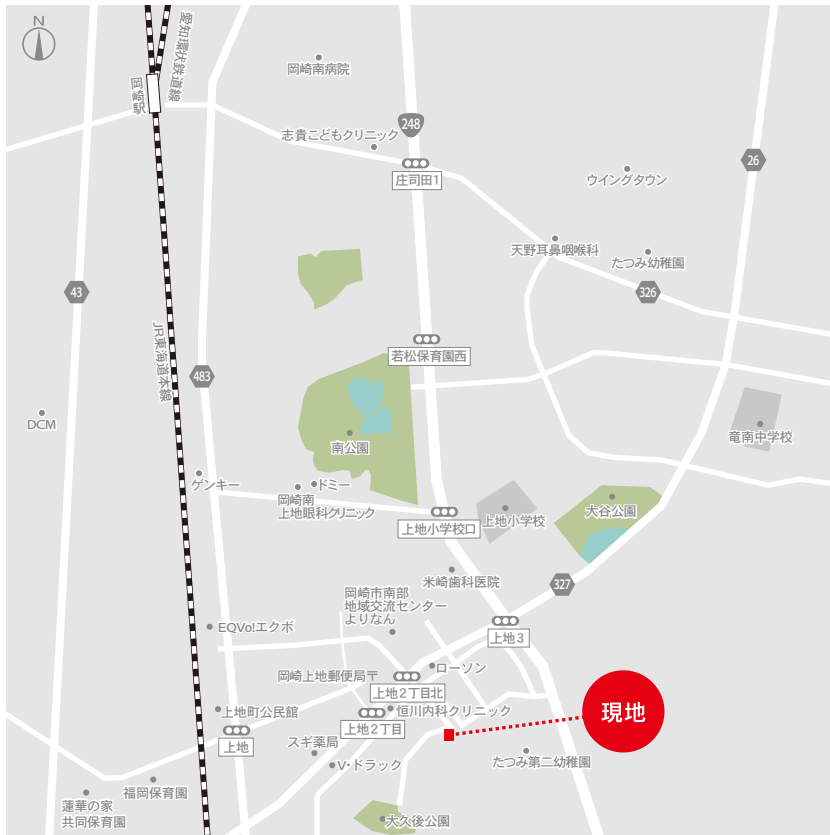 N
愛知環状鉄道線
岡崎駅
岡崎南病院
248
志貴こどもクリニック
庄司田1
26
ウイングタウン
天野耳鼻咽喉科
たつみ幼稚園
326
43
JR東海道本線
若松保育園西
483
DCM
南公園
竜南中学校
ゲンキー
ドミー
岡崎南
上地眼科クリニック
上地小学校口
上地小学校
大谷公園
米崎歯科医院
327
岡崎市南部
地域交流センター
よりなん
EQVo!エクボ
上地3
岡崎上地郵便局〒
ローソン
上地2丁目北
恒川内科クリニック
現地
上地町公民館
上地2丁目
上地
スギ薬局
V・ドラック
たつみ第二幼稚園
福岡保育園
蓮華の家
共同保育園
大久後公園